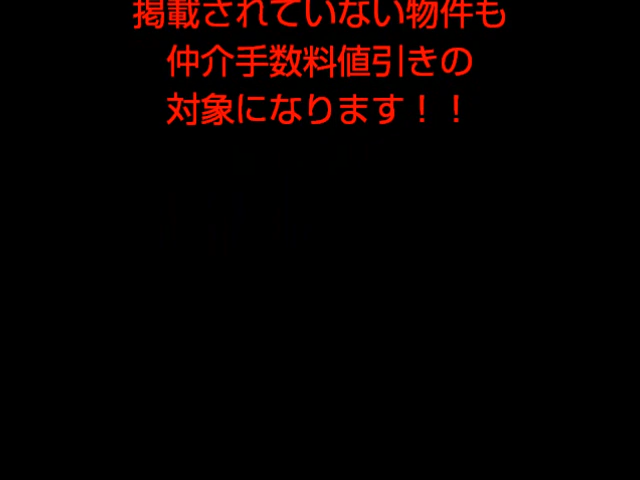 掲載されていない物件も
仲介手数料値引きの
対象になります！！